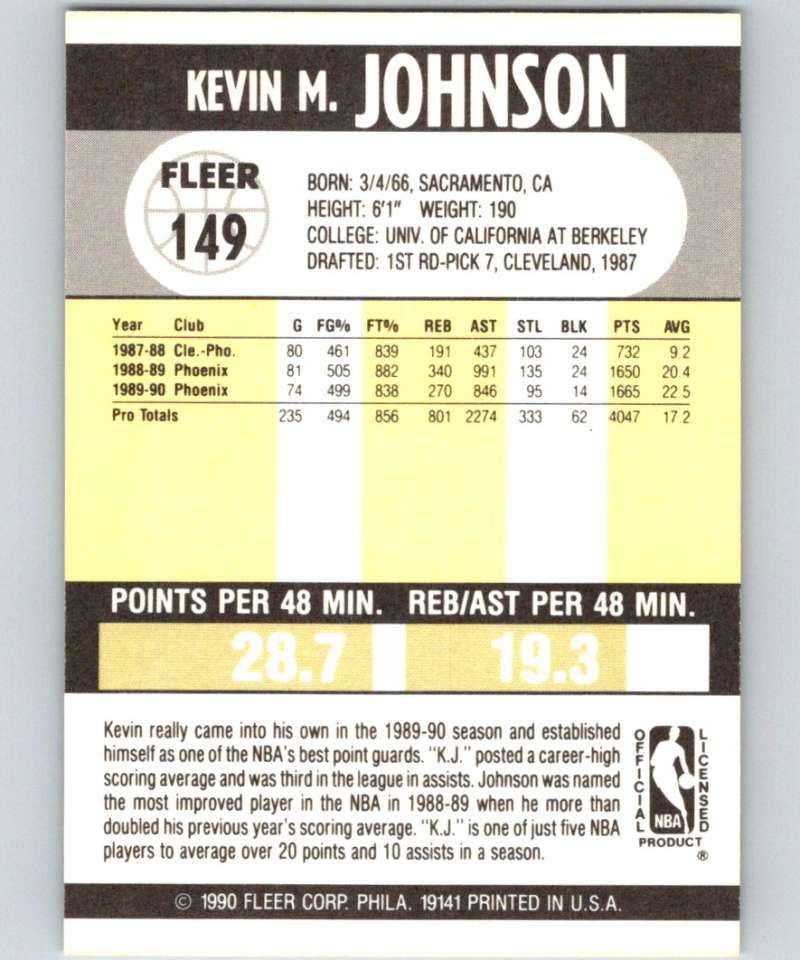 KEVIN M. JOHNSON
FLEER
149
BORN: 3/4/66, SACRAMENTO, CA
HEIGHT: 6'1" WEIGHT: 190
COLLEGE: UNIV. OF CALIFORNIA AT BERKELEY
DRAFTED: 1ST RD-PICK 7, CLEVELAND, 1987
Year Club G FG% FT% REB AST STL BLK PTS AVG
1987-88 Cle.-Pho. 80 461 839 191 437 103 24 732 9.2
1988-89 Phoenix 81 505 882 340 991 135 24 1650 20.4
1989-90 Phoenix 74 499 838 270 846 95 14 1665 22.5
Pro Totals 235 494 856 801 2274 333 62 4047 17.2
POINTS PER 48 MIN. REB/AST PER 48 MIN.
28.7 19.3
Kevin really came into his own in the 1989-90 season and established
himself as one of the NBA's best point guards. "K.J." posted a career-high
scoring average and was third in the league in assists. Johnson was named
the most improved player in the NBA in 1988-89 when he more than
doubled his previous year's scoring average. "K.J." is one of just five NBA
players to average over 20 points and 10 assists in a season.
OFFICIAL
NBA
LICENSED
PRODUCT
®
© 1990 FLEER CORP. PHILA. 19141 PRINTED IN U.S.A.